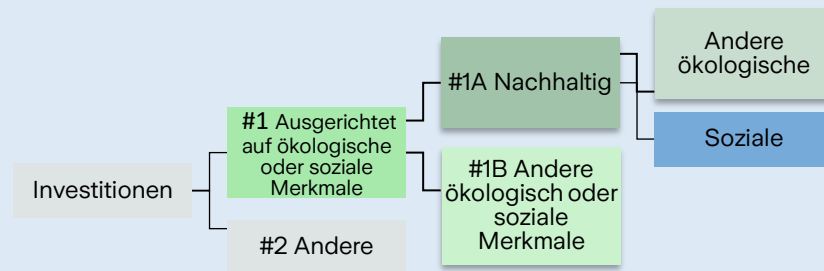 Investitionen
#1 Ausgerichtet
auf ökologische
oder soziale
Merkmale
#2 Andere
#1A Nachhaltig
#1B Andere
ökologisch oder
soziale
Merkmale
Andere
ökologische
Soziale